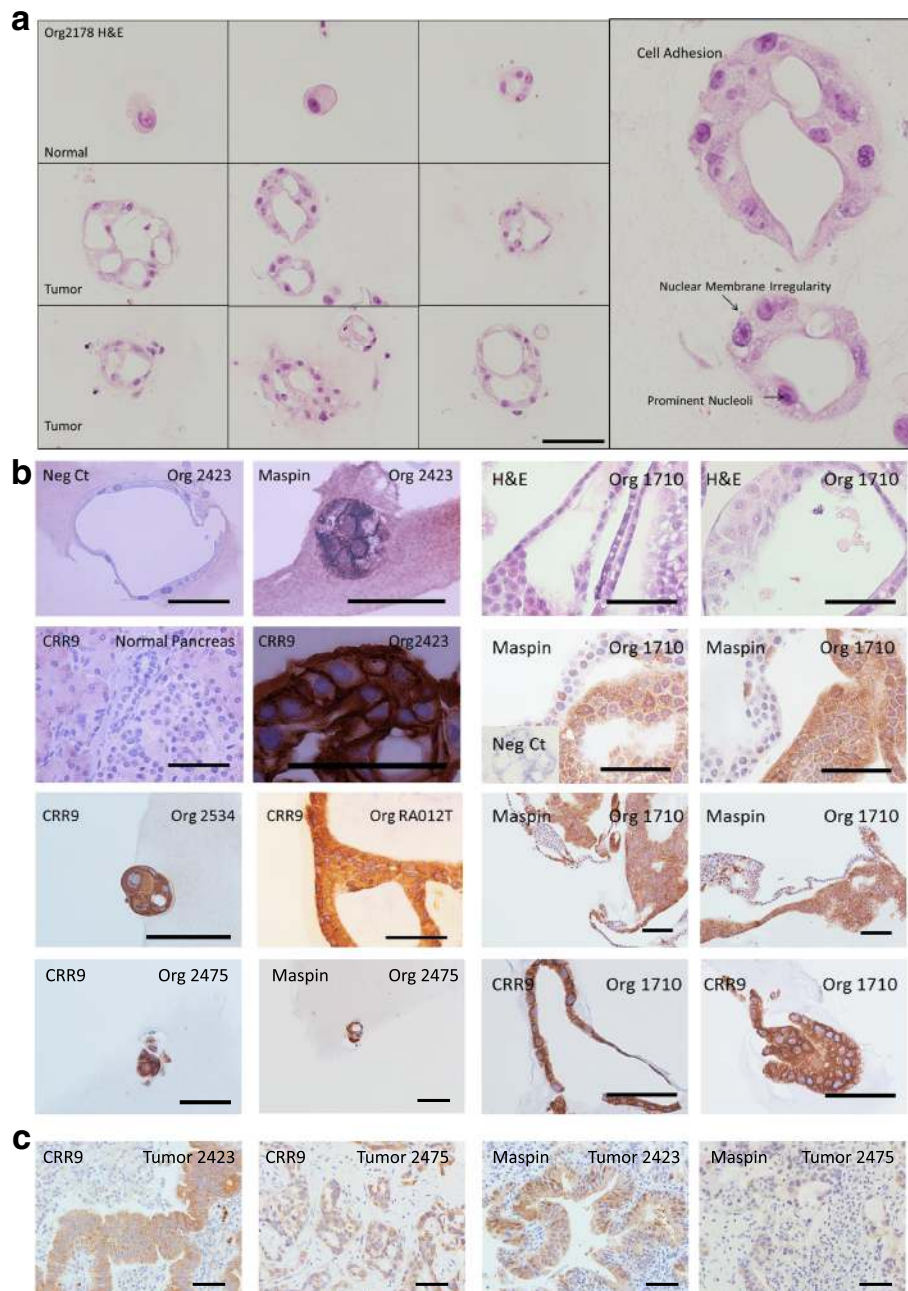 a
Org2178 H&E
Normal
Tumor
Tumor
Cell Adhesion
Nuclear Membrane Irregularity
Prominent Nucleoli
b
Neg Ct Org 2423
Maspin Org 2423
H&E Org 1710
H&E Org 1710
CRR9 Normal Pancreas
CRR9 Org2423
Maspin Org 1710
Neg Ct
Maspin Org 1710
CRR9 Org 2534
CRR9 Org RA012T
Maspin Org 1710
Maspin Org 1710
CRR9 Org 2475
Maspin Org 2475
CRR9 Org 1710
CRR9 Org 1710
c
CRR9 Tumor 2423
CRR9 Tumor 2475
Maspin Tumor 2423
Maspin Tumor 2475